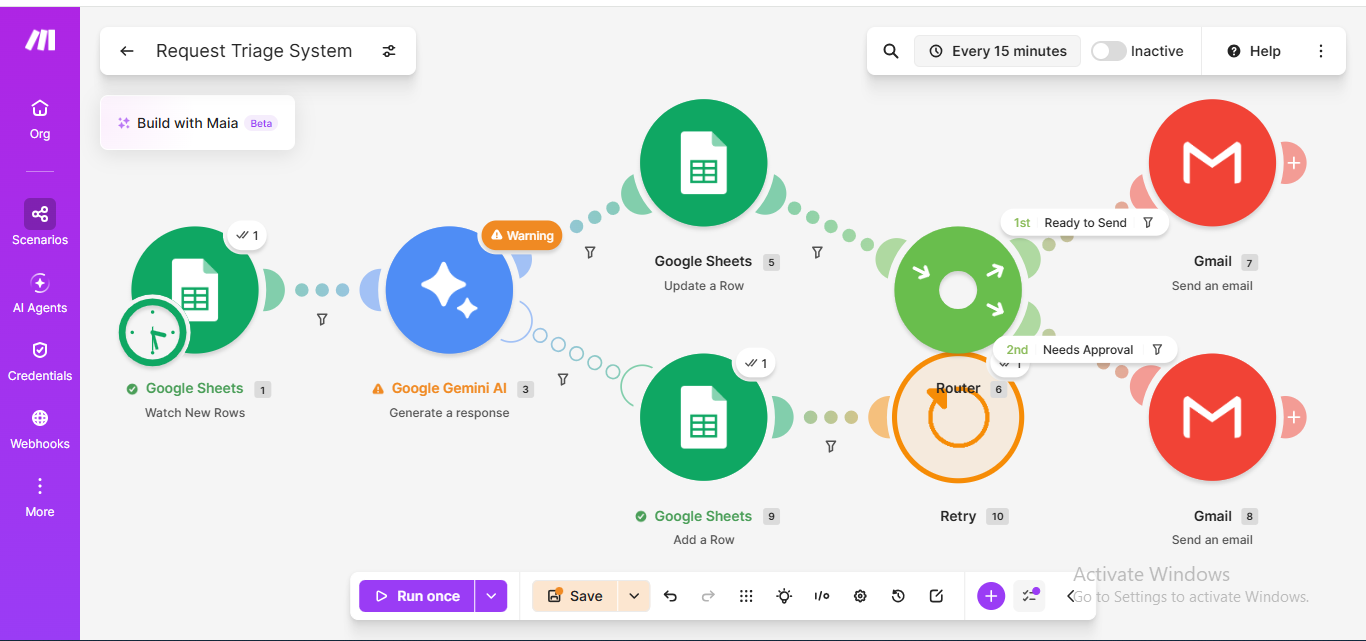 Request Triage System
Every 15 minutes
Inactive
Help
Build with Maia Beta
Org
Scenarios
AI Agents
Credentials
Webhooks
More
1
Google Sheets 1
Watch New Rows
Warning
Google Gemini AI 3
Generate a response
Google Sheets 5
Update a Row
1
Google Sheets 9
Add a Row
Router 6
1
Retry 10
1st Ready to Send
2nd Needs Approval
Gmail 7
Send an email
Gmail 8
Send an email
Run once
Save
Activate Windows
Go to Settings to activate Windows.